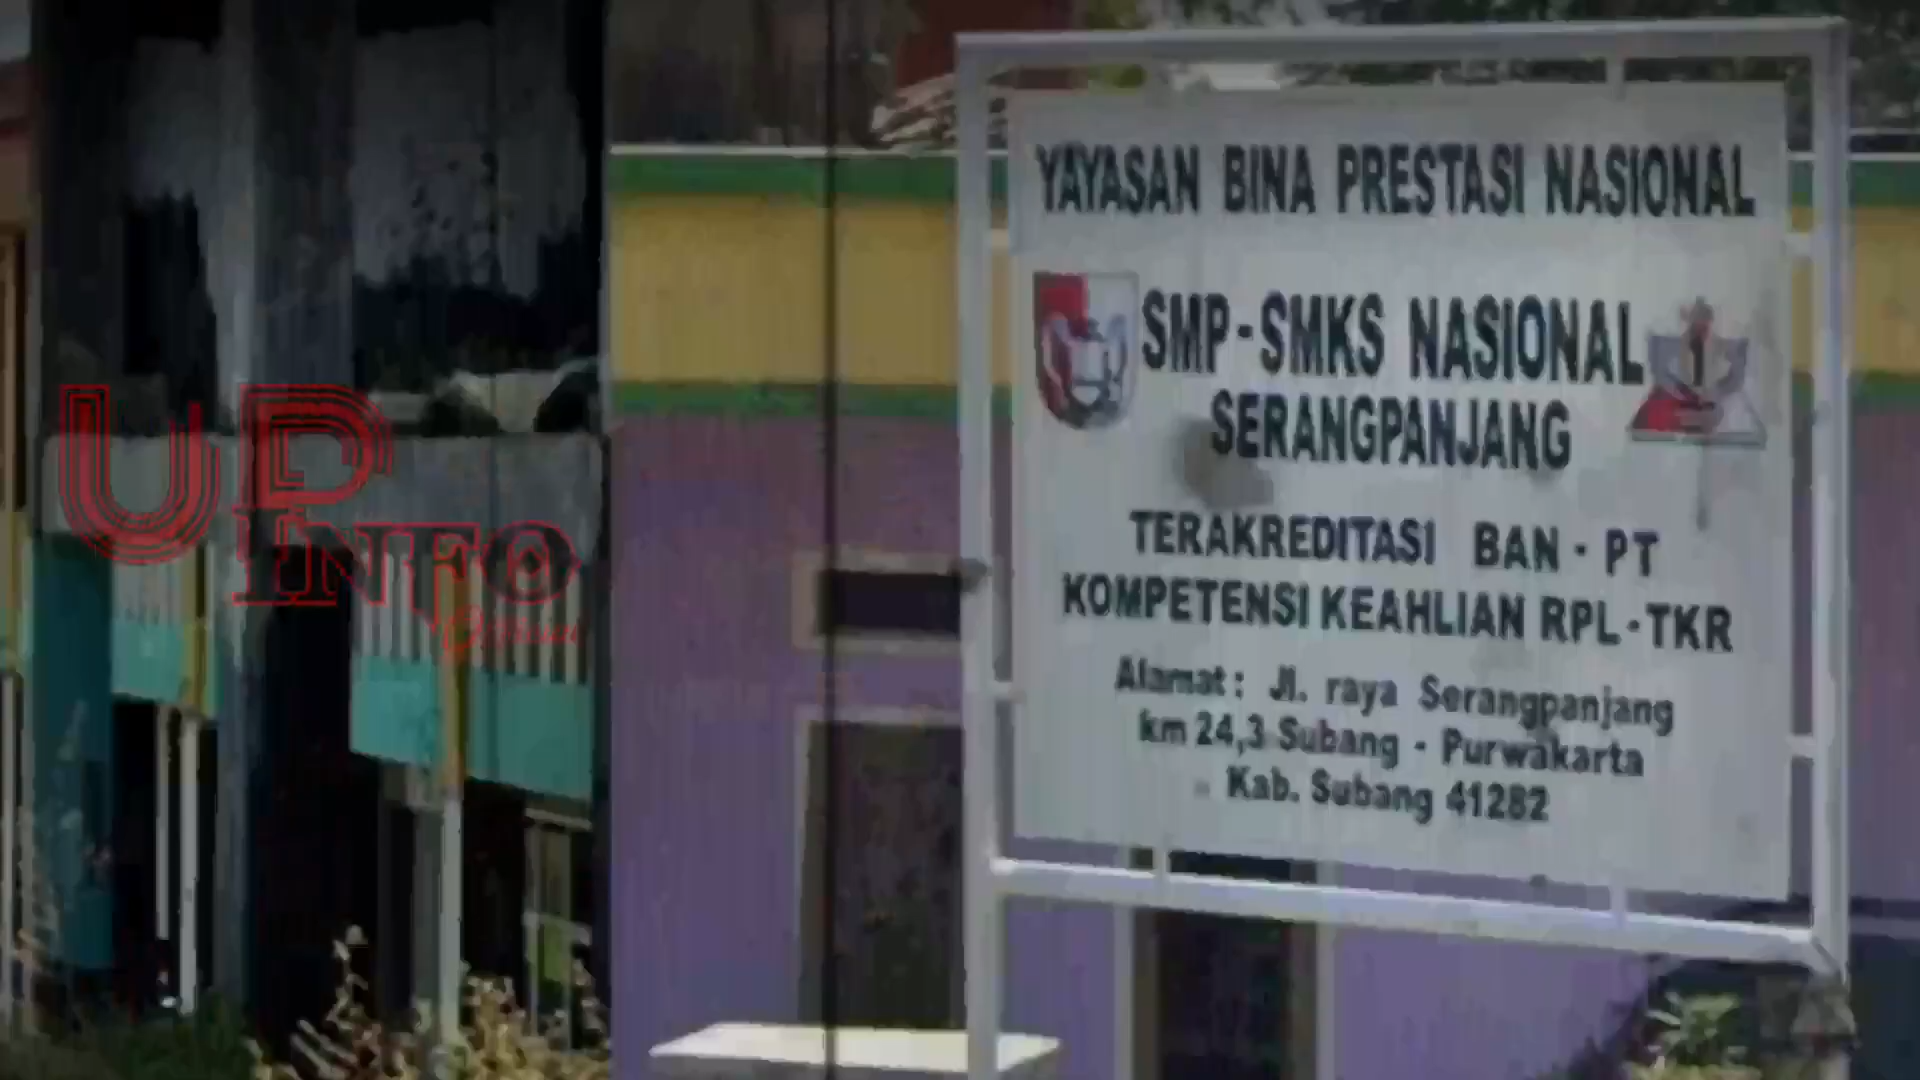 UP
INFO
Official
YAYASAN BINA PRESTASI NASIONAL
SMP-SMKS NASIONAL
SERANGPANJANG
TERAKREDITASI BAN - PT
KOMPETENSI KEAHLIAN RPL - TKR
Alamat : Jl. raya Serangpanjang
km 24,3 Subang - Purwakarta
Kab. Subang 41282